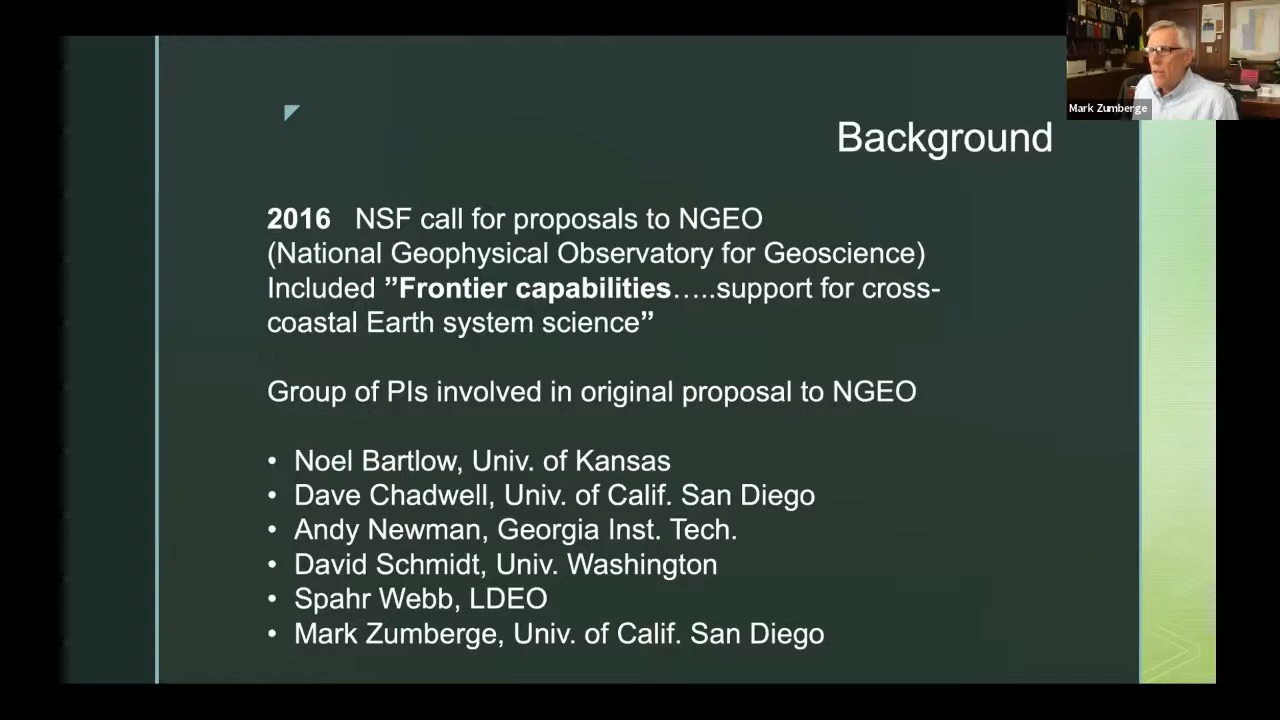 Mark Zumberge
Background
2016 NSF call for proposals to NGEO
(National Geophysical Observatory for Geoscience)
Included ”Frontier capabilities…..support for cross-
coastal Earth system science”
Group of PIs involved in original proposal to NGEO
• Noel Bartlow, Univ. of Kansas
• Dave Chadwell, Univ. of Calif. San Diego
• Andy Newman, Georgia Inst. Tech.
• David Schmidt, Univ. Washington
• Spahr Webb, LDEO
• Mark Zumberge, Univ. of Calif. San Diego